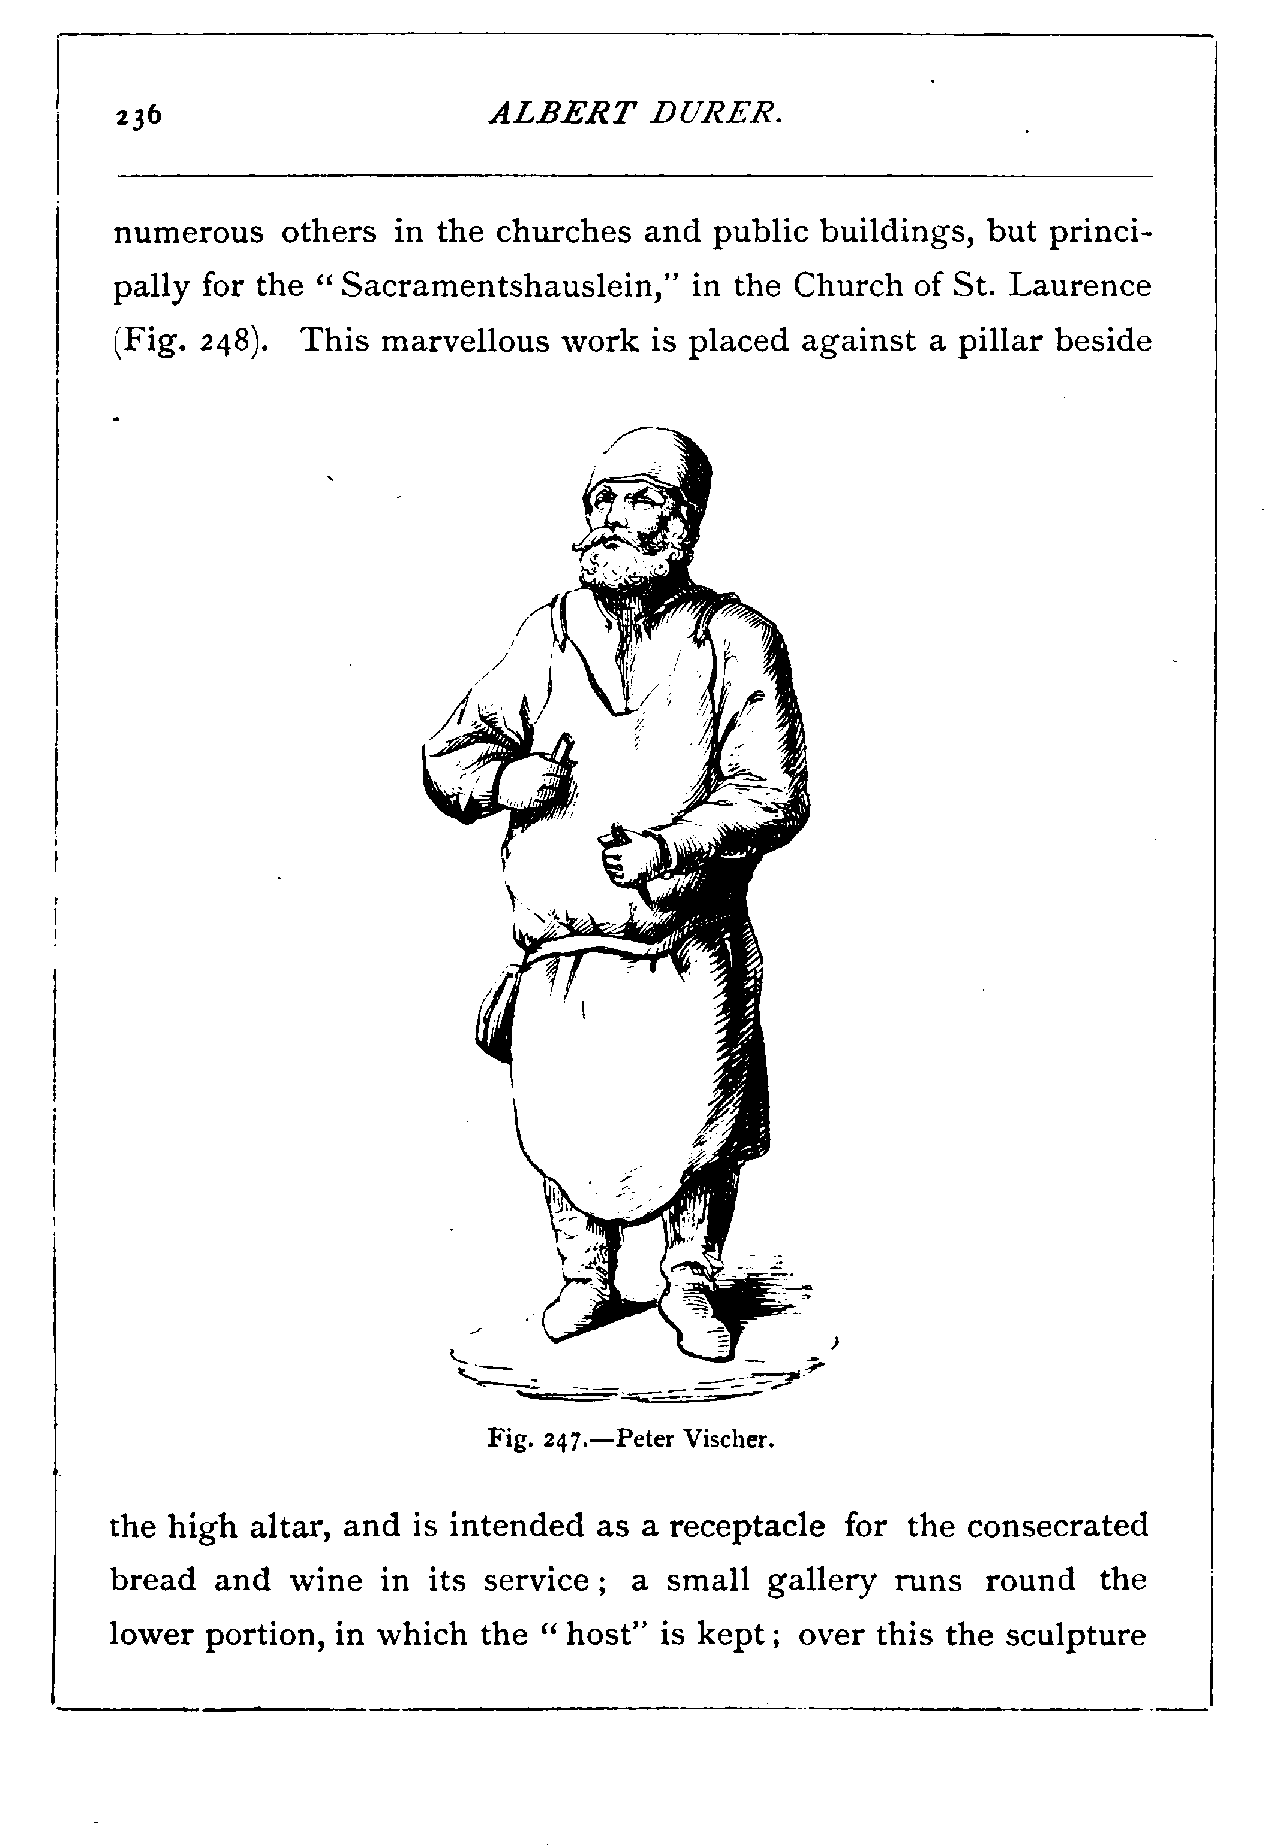 236 ALBERT DURER.
numerous others in the churches and public buildings, but princi-
pally for the “Sacramentshauslein,” in the Church of St. Laurence
(Fig. 248). This marvellous work is placed against a pillar beside
Fig. 247.—Peter Vischer.
the high altar, and is intended as a receptacle for the consecrated
bread and wine in its service; a small gallery runs round the
lower portion, in which the “host” is kept; over this the sculpture